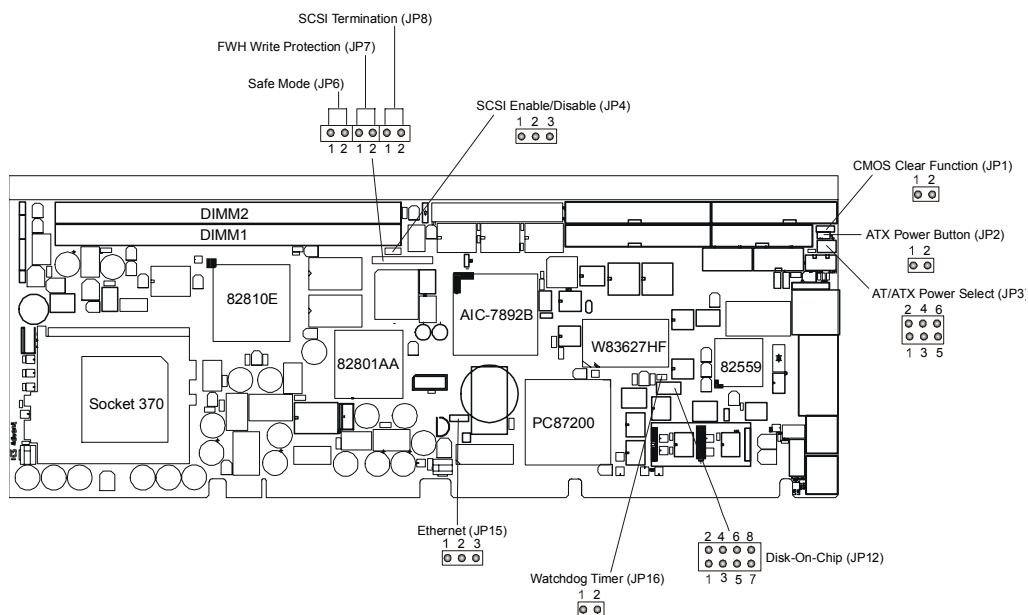 SCSI Termination (JP8)
FWH Write Protection (JP7)
Safe Mode (JP6)
SCSI Enable/Disable (JP4)
1 2 3
1 2 1 2 1 2
CMOS Clear Function (JP1)
1 2
ATX Power Button (JP2)
1 2
AT/ATX Power Select (JP3)
2 4 6
1 3 5
DIMM2
DIMM1
82810E
AIC-7892B
W83627HF
82801AA
82559
Socket 370
PC87200
Ethernet (JP15)
1 2 3
2 4 6 8
Disk-On-Chip (JP12)
1 3 5 7
Watchdog Timer (JP16)
1 2